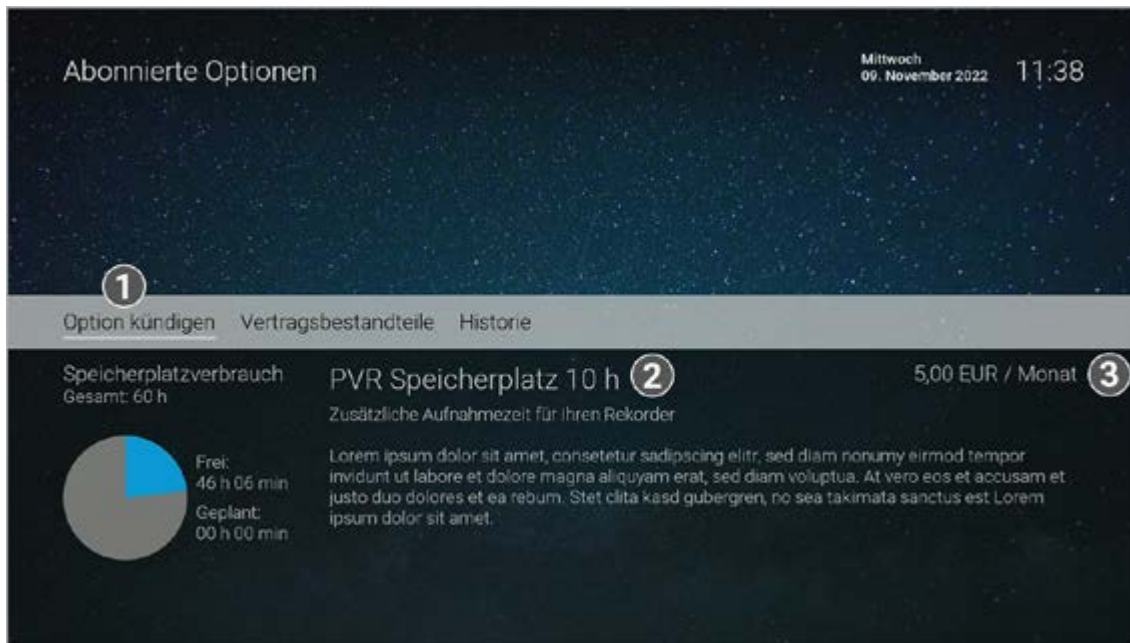 Abonnierte Optionen
Mittwoch
09. November 2022
11:38
1
Option kündigen Vertragsbestandteile Historie
Speicherplatzverbrauch
Gesamt: 60 h
Frei:
46 h 06 min
Geplant:
00 h 00 min
PVR Speicherplatz 10 h 2
5,00 EUR / Monat 3
Zusätzliche Aufnahmezeit für Ihren Rekorder
Lorem ipsum dolor sit amet, consetetur sadipscing elitr, sed diam nonumy eirmod tempor
invidunt ut labore et dolore magna aliquyam erat, sed diam voluptua. At vero eos et accusam et
justo duo dolores et ea rebum. Stet clita kasd gubergren, no sea takimata sanctus est Lorem
ipsum dolor sit amet.